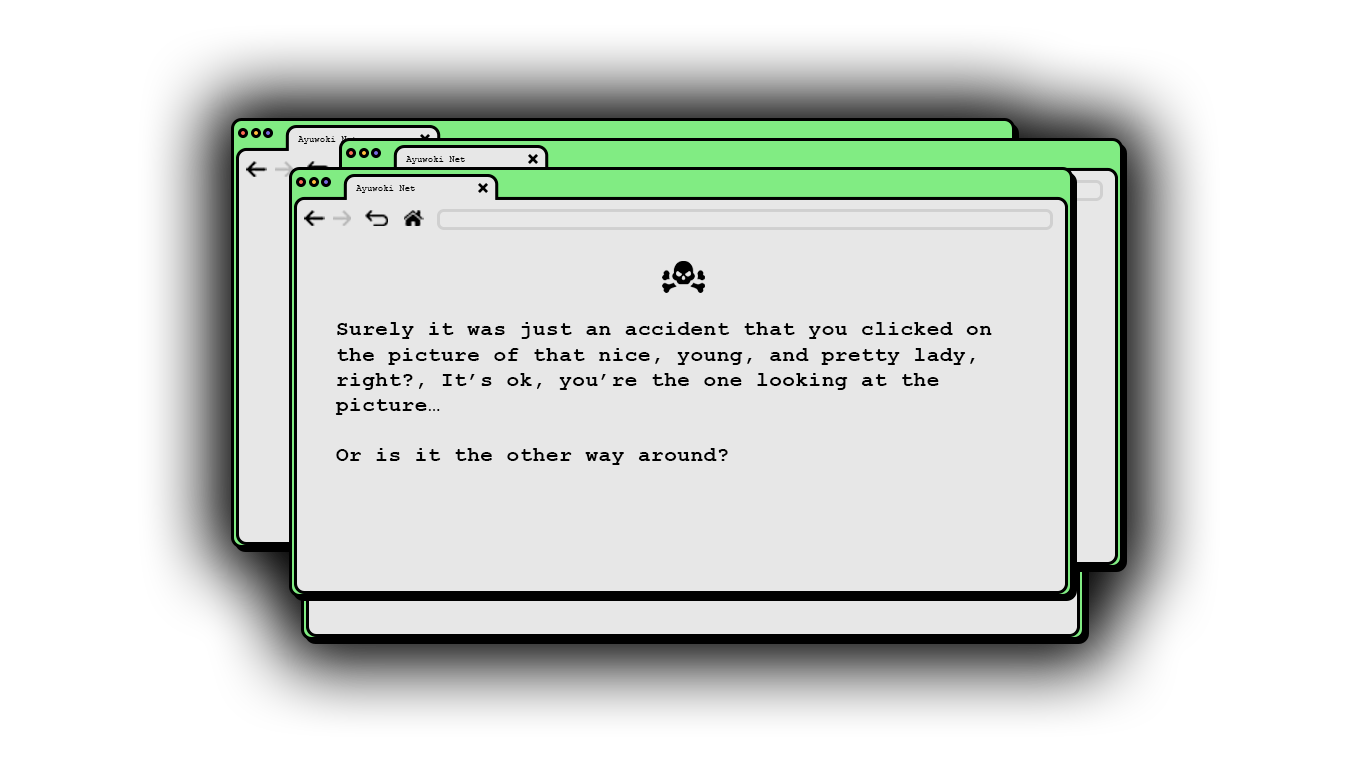 Ayuwoki
Ayuwoki Net
Ayuwoki Net
Surely it was just an accident that you clicked on
the picture of that nice, young, and pretty lady,
right?, It’s ok, you’re the one looking at the
picture…
Or is it the other way around?